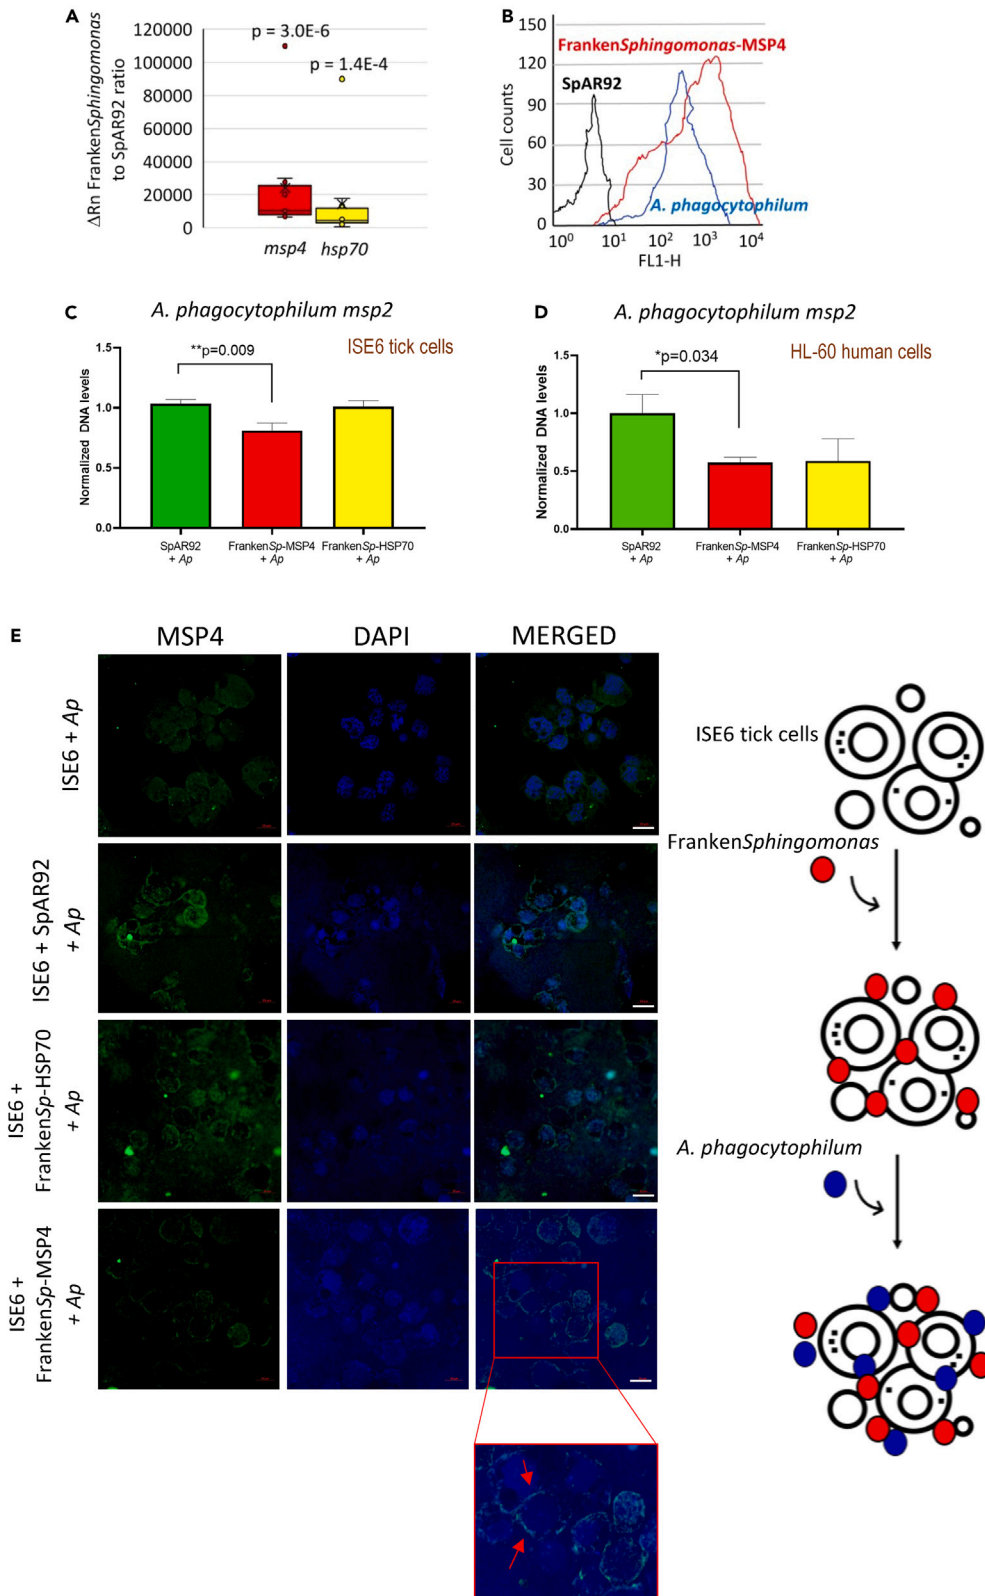 A
120000
100000
80000
60000
40000
20000
0
ΔRn FrankenSphingomonas
to SpAR92 ratio
p = 3.0E-6
p = 1.4E-4
msp4 hsp70
B
150
120
90
60
30
0
Cell counts
FrankenSphingomonas-MSP4
SpAR92
A. phagocytophilum
10⁰ 10¹ 10² 10³ 10⁴
FL1-H
C
A. phagocytophilum msp2
ISE6 tick cells
**p=0.009
1.5
1.0
0.5
0.0
Normalized DNA levels
SpAR92
+ Ap
FrankenSp-MSP4
+ Ap
FrankenSp-HSP70
+ Ap
D
A. phagocytophilum msp2
HL-60 human cells
*p=0.034
1.5
1.0
0.5
0.0
Normalized DNA levels
SpAR92
+ Ap
FrankenSp-MSP4
+ Ap
FrankenSp-HSP70
+ Ap
E
MSP4 DAPI MERGED
ISE6 + Ap
ISE6 + SpAR92
+ Ap
ISE6 +
FrankenSp-HSP70
+ Ap
ISE6 +
FrankenSp-MSP4
+ Ap
ISE6 tick cells
FrankenSphingomonas
A. phagocytophilum